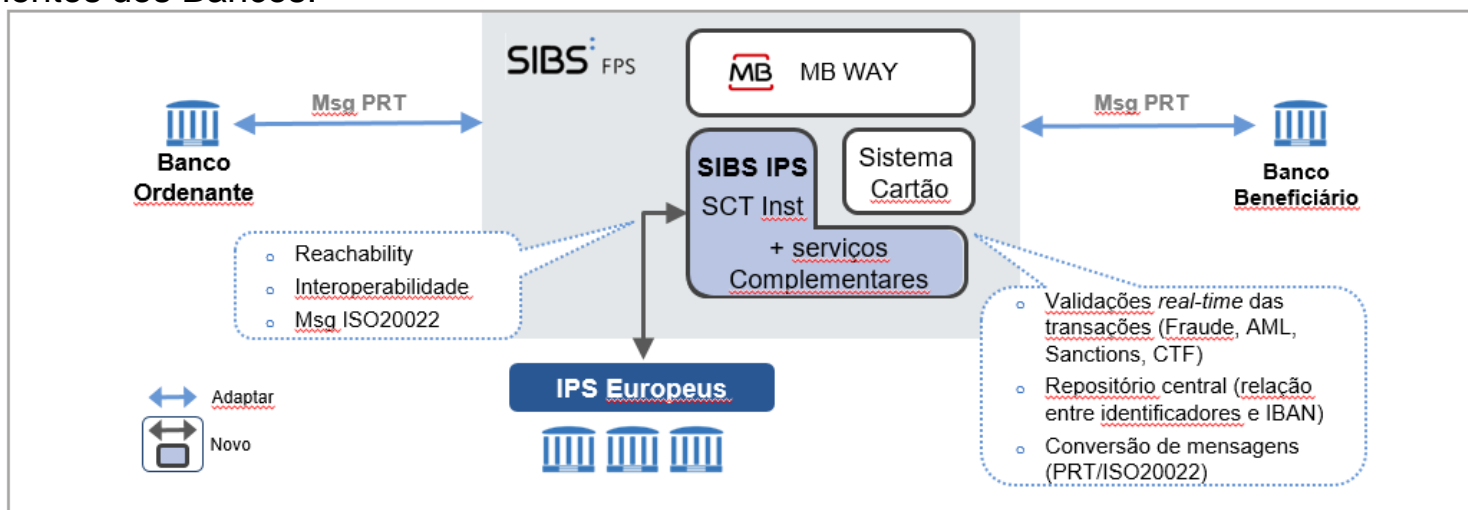 SIBS FPS
MB MB WAY
Msg PRT
Msg PRT
Banco
Ordenante
SIBS IPS
SCT Inst
+ serviços
Complementares
Sistema
Cartão
Banco
Beneficiário
o Reachability
o Interoperabilidade
o Msg ISO20022
o Validações real-time das
transações (Fraude, AML,
Sanctions, CTF)
o Repositório central (relação
entre identificadores e IBAN)
o Conversão de mensagens
(PRT/ISO20022)
IPS Europeus
Adaptar
Novo